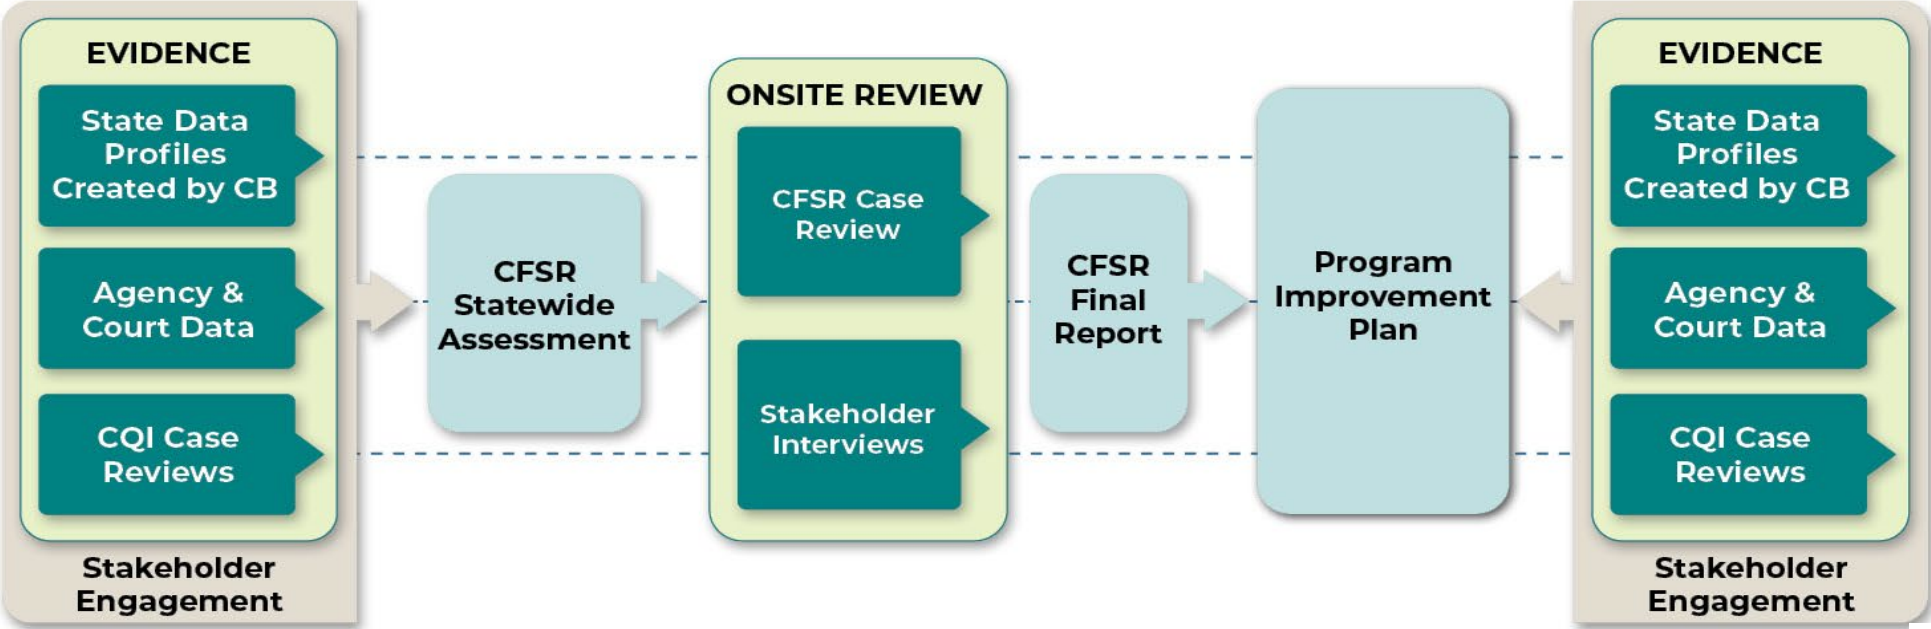 EVIDENCE
State Data
Profiles
Created by CB
Agency &
Court Data
CQI Case
Reviews
Stakeholder
Engagement
CFSR
Statewide
Assessment
ONSITE REVIEW
CFSR Case
Review
Stakeholder
Interviews
CFSR
Final
Report
Program
Improvement
Plan
EVIDENCE
State Data
Profiles
Created by CB
Agency &
Court Data
CQI Case
Reviews
Stakeholder
Engagement